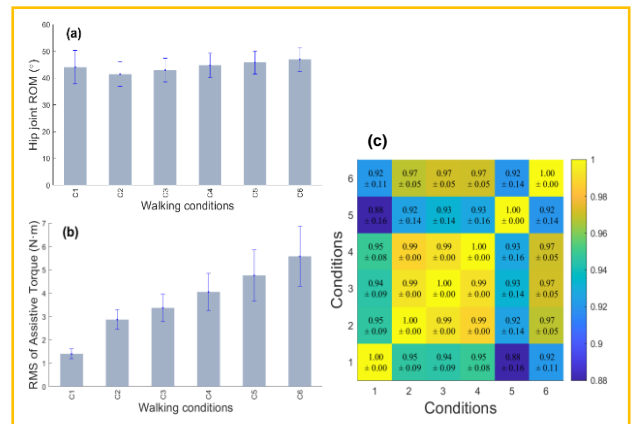 (a)
Hip joint ROM (°)
60
50
40
30
20
10
0
C1 C2 C3 C4 C5 C6
Walking conditions
(b)
RMS of Assistive Torque (N·m)
7
6
5
4
3
2
1
0
C1 C2 C3 C4 C5 C6
Walking conditions
(c)
Conditions
6 0.92 0.97 0.97 0.97 0.92 1.00
± 0.11 ± 0.05 ± 0.05 ± 0.05 ± 0.14 ± 0.00
5 0.88 0.92 0.93 0.93 1.00 0.92
± 0.16 ± 0.14 ± 0.14 ± 0.16 ± 0.00 ± 0.14
4 0.95 0.99 0.99 1.00 0.93 0.97
± 0.08 ± 0.00 ± 0.00 ± 0.00 ± 0.16 ± 0.05
3 0.94 0.99 1.00 0.99 0.93 0.97
± 0.09 ± 0.00 ± 0.00 ± 0.00 ± 0.14 ± 0.05
2 0.95 1.00 0.99 0.99 0.92 0.97
± 0.09 ± 0.00 ± 0.00 ± 0.00 ± 0.14 ± 0.05
1 1.00 0.95 0.94 0.95 0.88 0.92
± 0.00 ± 0.09 ± 0.09 ± 0.08 ± 0.16 ± 0.11
1 2 3 4 5 6
Conditions
1
0.98
0.96
0.94
0.92
0.9
0.88